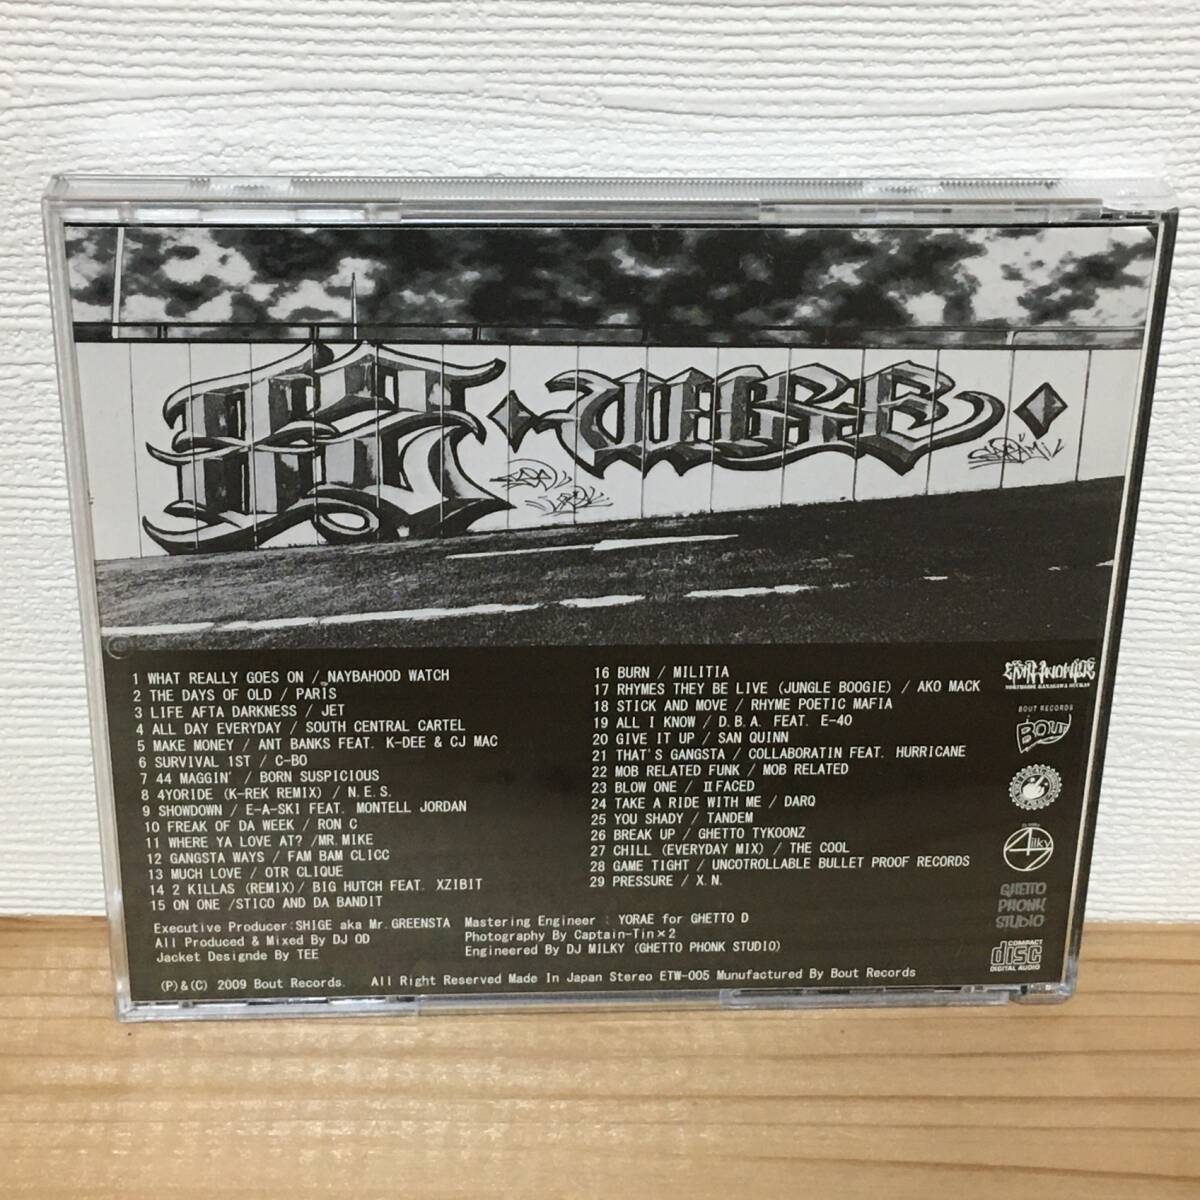 1 WHAT REALLY GOES ON / NAYBAHOOD WATCH
2 THE DAYS OF OLD / PARIS
3 LIFE AFTA DARKNESS / JET
4 ALL DAY EVERYDAY / SOUTH CENTRAL CARTEL
5 MAKE MONEY / ANT BANKS FEAT. K-DEE & CJ MAC
6 SURVIVAL 1ST / C-BO
7 44 MAGGIN' / BORN SUSPICIOUS
8 4YORIDE (K-REK REMIX) / N.E.S.
9 SHOWDOWN / E-A-SKI FEAT. MONTELL JORDAN
10 FREAK OF DA WEEK / RON C
11 WHERE YA LOVE AT? /MR.MIKE
12 GANGSTA WAYS / FAM BAM CLICC
13 MUCH LOVE / OTR CLIQUE
14 2 KILLAS (REMIX)/ BIG HUTCH FEAT. XZIBIT
15 ON ONE /STICO AND DA BANDIT
16 BURN / MILITIA
17 RHYMES THEY BE LIVE (JUNGLE BOOGIE) / AKO MACK
18 STICK AND MOVE / RHYME POETIC MAFIA
19 ALL I KNOW / D.B.A. FEAT. E-40
20 GIVE IT UP / SAN QUINN
21 THAT'S GANGSTA / COLLABORATIN FEAT. HURRICANE
22 MOB RELATED FUNK / MOB RELATED
23 BLOW ONE / ⅡFACED
24 TAKE A RIDE WITH ME / DARQ
25 YOU SHADY / TANDEM
26 BREAK UP / GHETTO TYKOONZ
27 CHILL (EVERYDAY MIX) / THE COOL
28 GAME TIGHT / UNCOTROLLABLE BULLET PROOF RECORDS
29 PRESSURE / X.N.
Executive Producer:SHIGE aka Mr.GREENSTA
All Produced & Mixed By DJ OD
Jacket Designde By TEE
Mastering Engineer : YORAE for GHETTO D
Photography By Captain-Tin×2
Engineered By DJ MILKY (GHETTO PHONK STUDIO)
(P)&(C) 2009 Bout Records. All Right Reserved Made In Japan Stereo ETW-005 Munufactured By Bout Records
BOUT RECORDS
BOUT
Milky
GHETTO
PHONK
STUDIO
COMPACT
disc
DIGITAL AUDIO